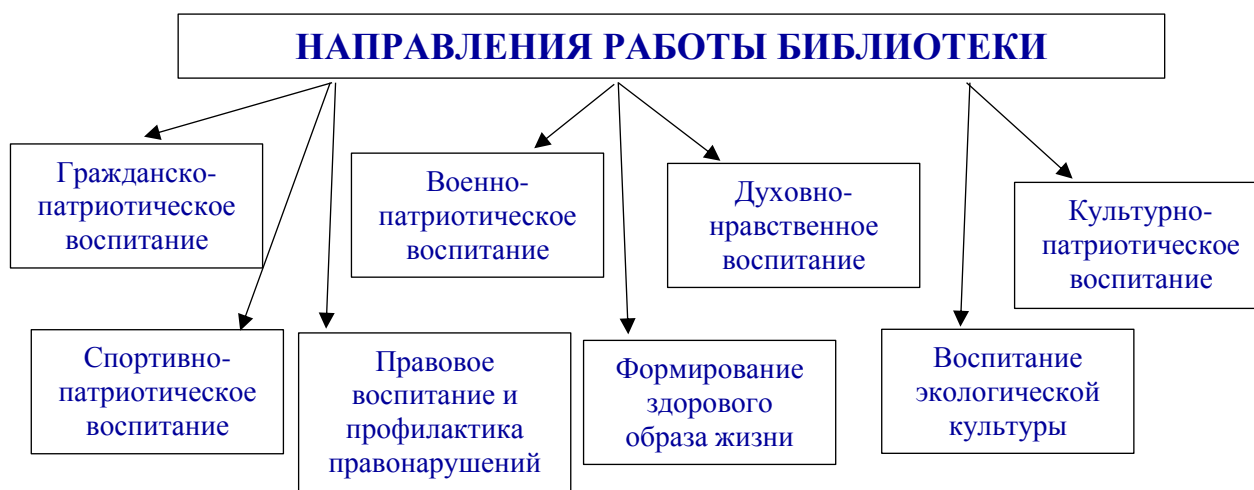 НАПРАВЛЕНИЯ РАБОТЫ БИБЛИОТЕКИ
Гражданско-
патриотическое
воспитание
Военно-
патриотическое
воспитание
Духовно-
нравственное
воспитание
Культурно-
патриотическое
воспитание
Спортивно-
патриотическое
воспитание
Правовое
воспитание и
профилактика
правонарушений
Формирование
здорового
образа жизни
Воспитание
экологической
культуры